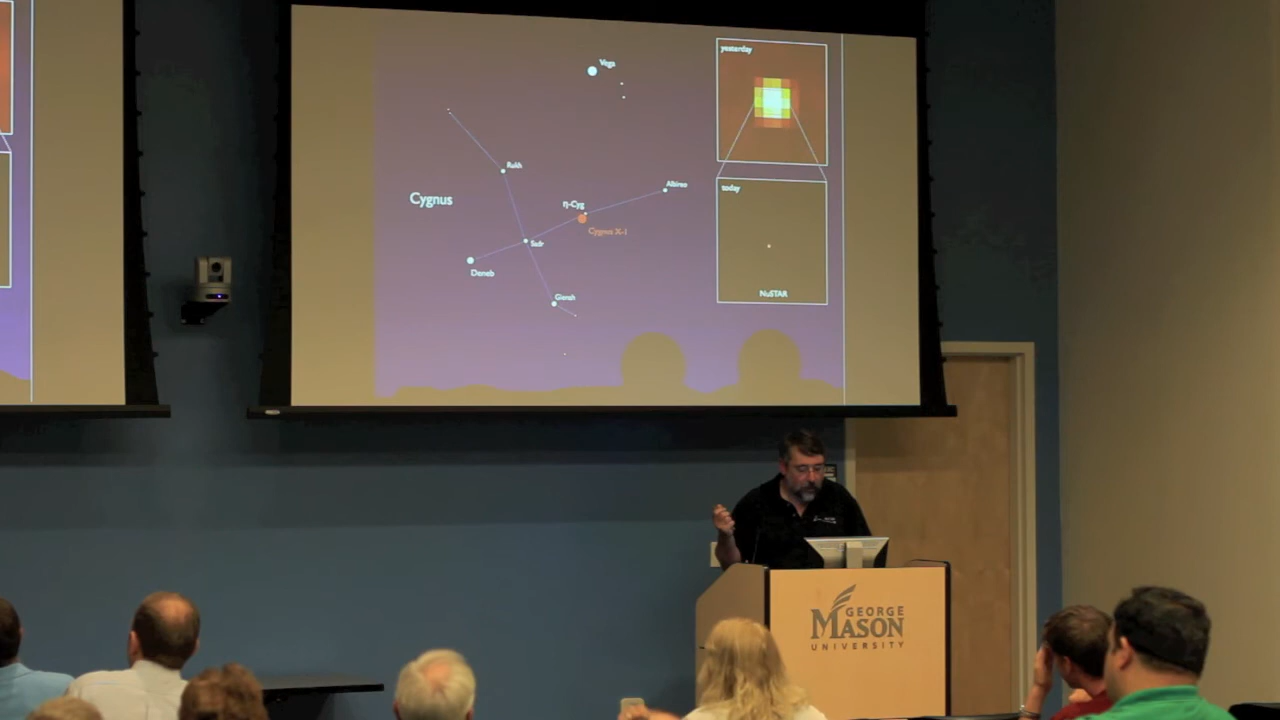 Vega
yesterday
Rukh
Albireo
Cygnus
η-Cyg
today
Cygnus X-1
Sadr
Deneb
Gienah
NuSTAR
GEORGE
MASON
UNIVERSITY